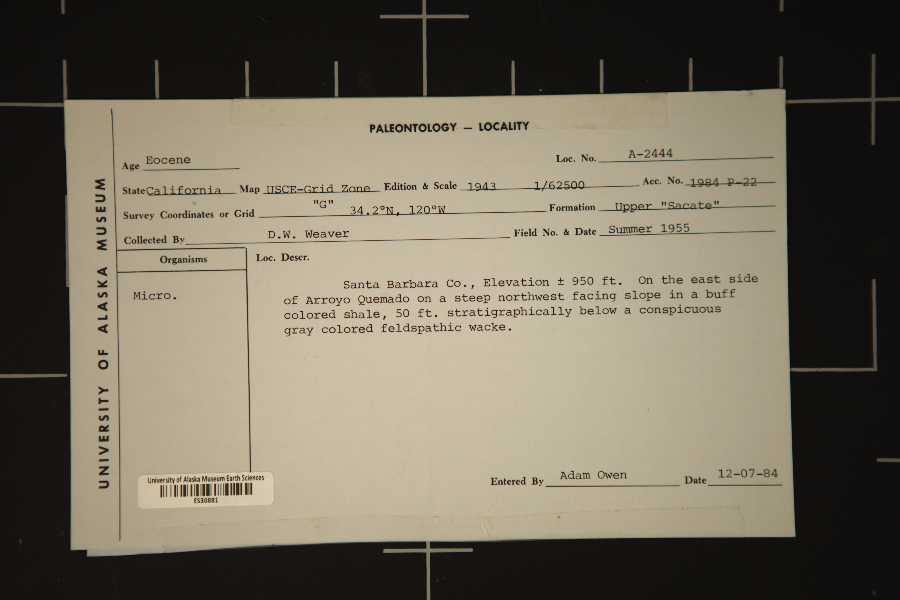 PALEONTOLOGY — LOCALITY
Age Eocene Loc. No. A-2444
State California Map USCE-Grid Zone Edition & Scale 1943 1/62500 Acc. No. 1984 P-22
Survey Coordinates or Grid "G" 34.2°N, 120°W Formation Upper "Sacate"
Collected By D.W. Weaver Field No. & Date Summer 1955
Organisms Loc. Descr.
Micro.
Santa Barbara Co., Elevation ± 950 ft. On the east side
of Arroyo Quemado on a steep northwest facing slope in a buff
colored shale, 50 ft. stratigraphically below a conspicuous
gray colored feldspathic wacke.
Entered By Adam Owen Date 12-07-84
UNIVERSITY OF ALASKA MUSEUM
University of Alaska Museum Earth Sciences
ES30881